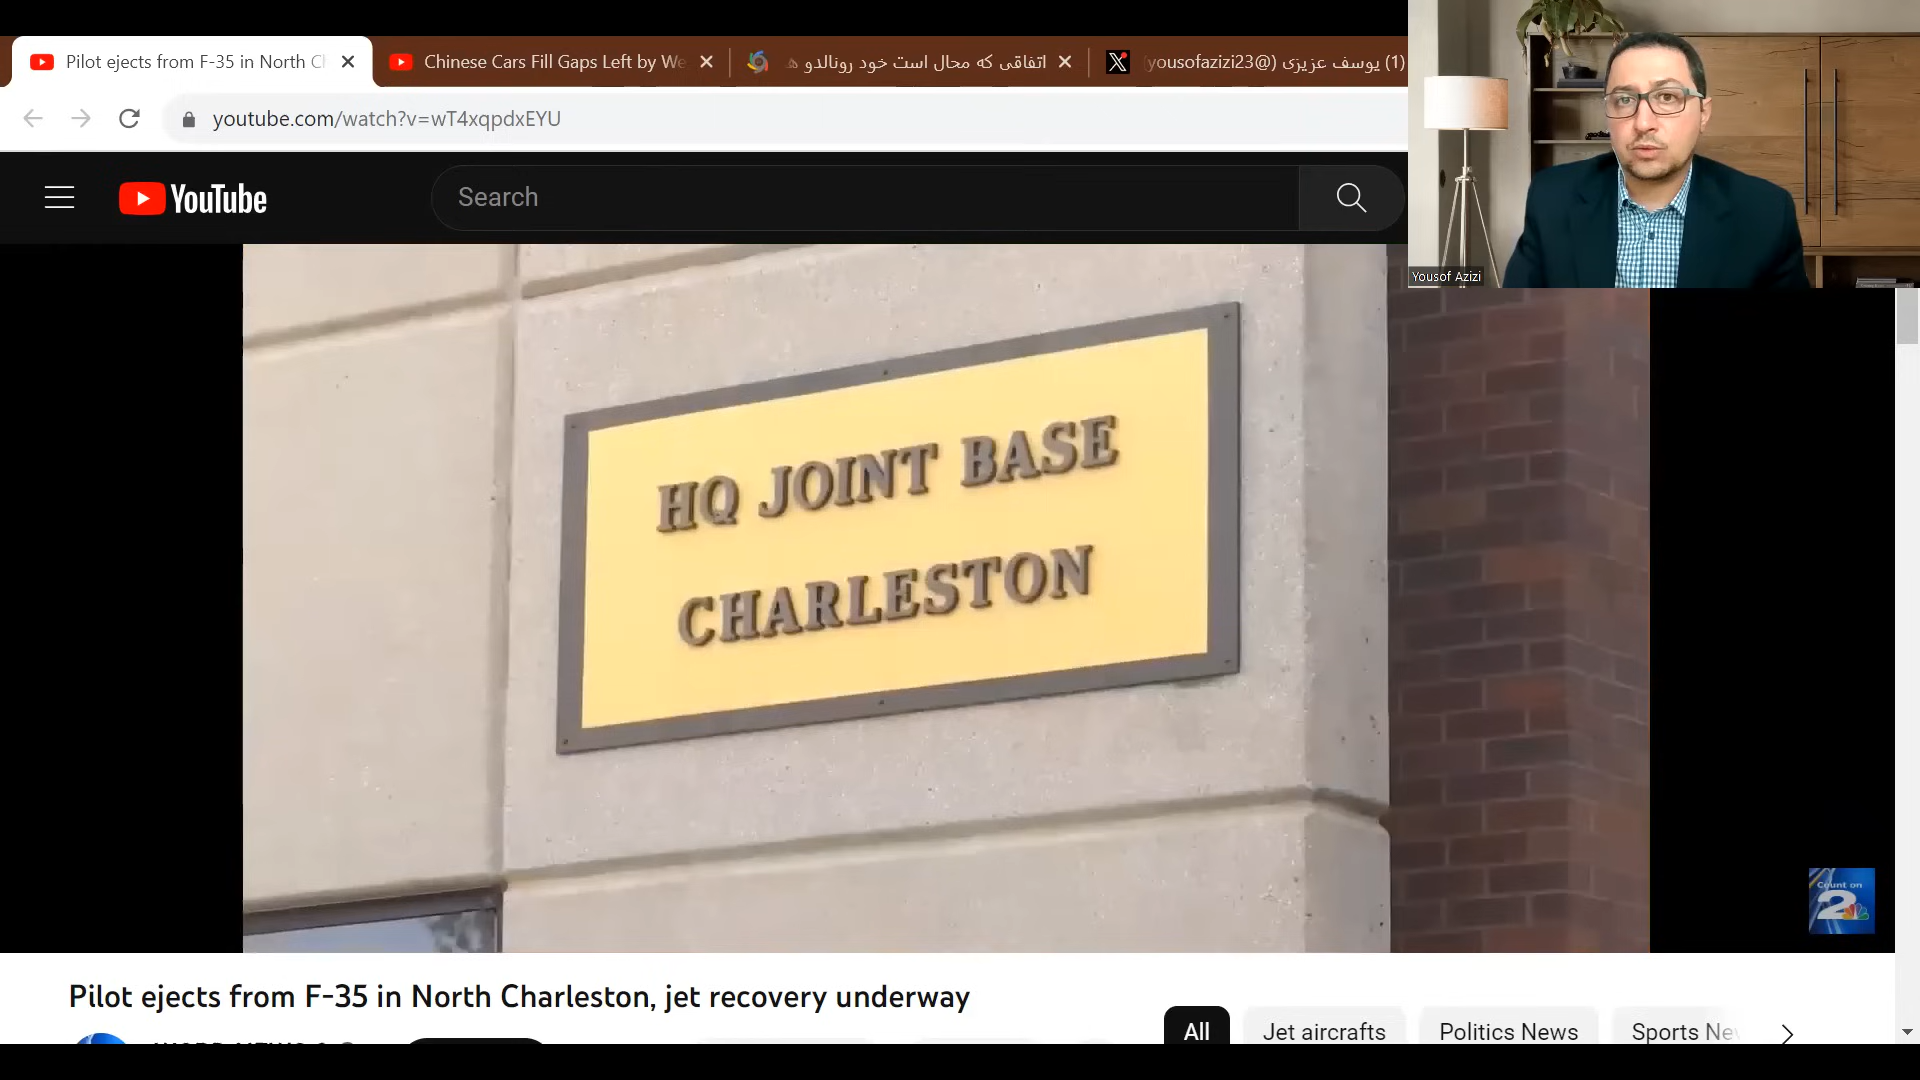 Pilot ejects from F-35 in North Ch
Chinese Cars Fill Gaps Left by We
اتفاقی که محال است خود رونالدو ه
(1) یوسف عزیزی (@yousofazizi23)
youtube.com/watch?v=wT4xqpdxEYU
YouTube
Search
Yousof Azizi
HQ JOINT BASE
CHARLESTON
Count on
2
Pilot ejects from F-35 in North Charleston, jet recovery underway
All
Jet aircrafts
Politics News
Sports Ne